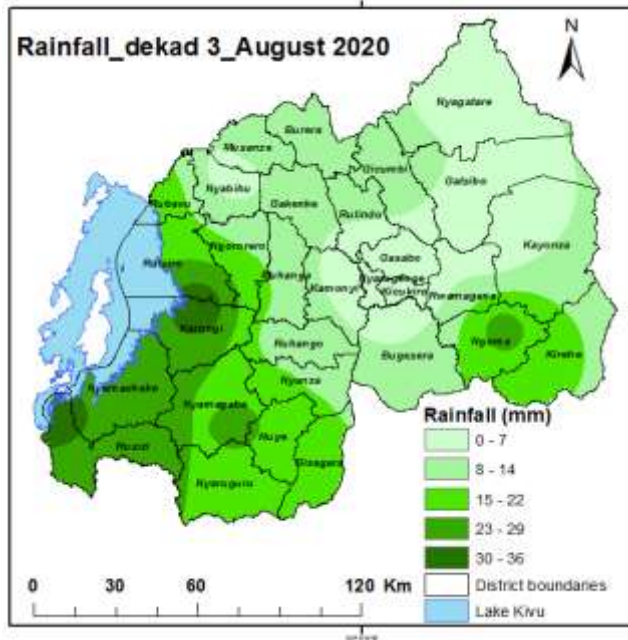 Rainfall_dekad 3_August 2020
N
Nyagatare
Burera
Musanze
Gicumbi
Gatsibo
Nyabihu
Gakenke
Rubavu
Rulindo
Ngororero
Kayonza
Gasabo
Rutsiro
Muhanga
Nyarugenge
Kamonyi
Kicukiro
Rwamagana
Karongi
Ruhango
Bugesera
Ngoma
Kirehe
Nyanza
Nyamasheke
Nyamagabe
Huye
Rusizi
Gisagara
Nyaruguru
Rainfall (mm)
0 - 7
8 - 14
15 - 22
23 - 29
30 - 36
District boundaries
Lake Kivu
0 30 60 120 Km